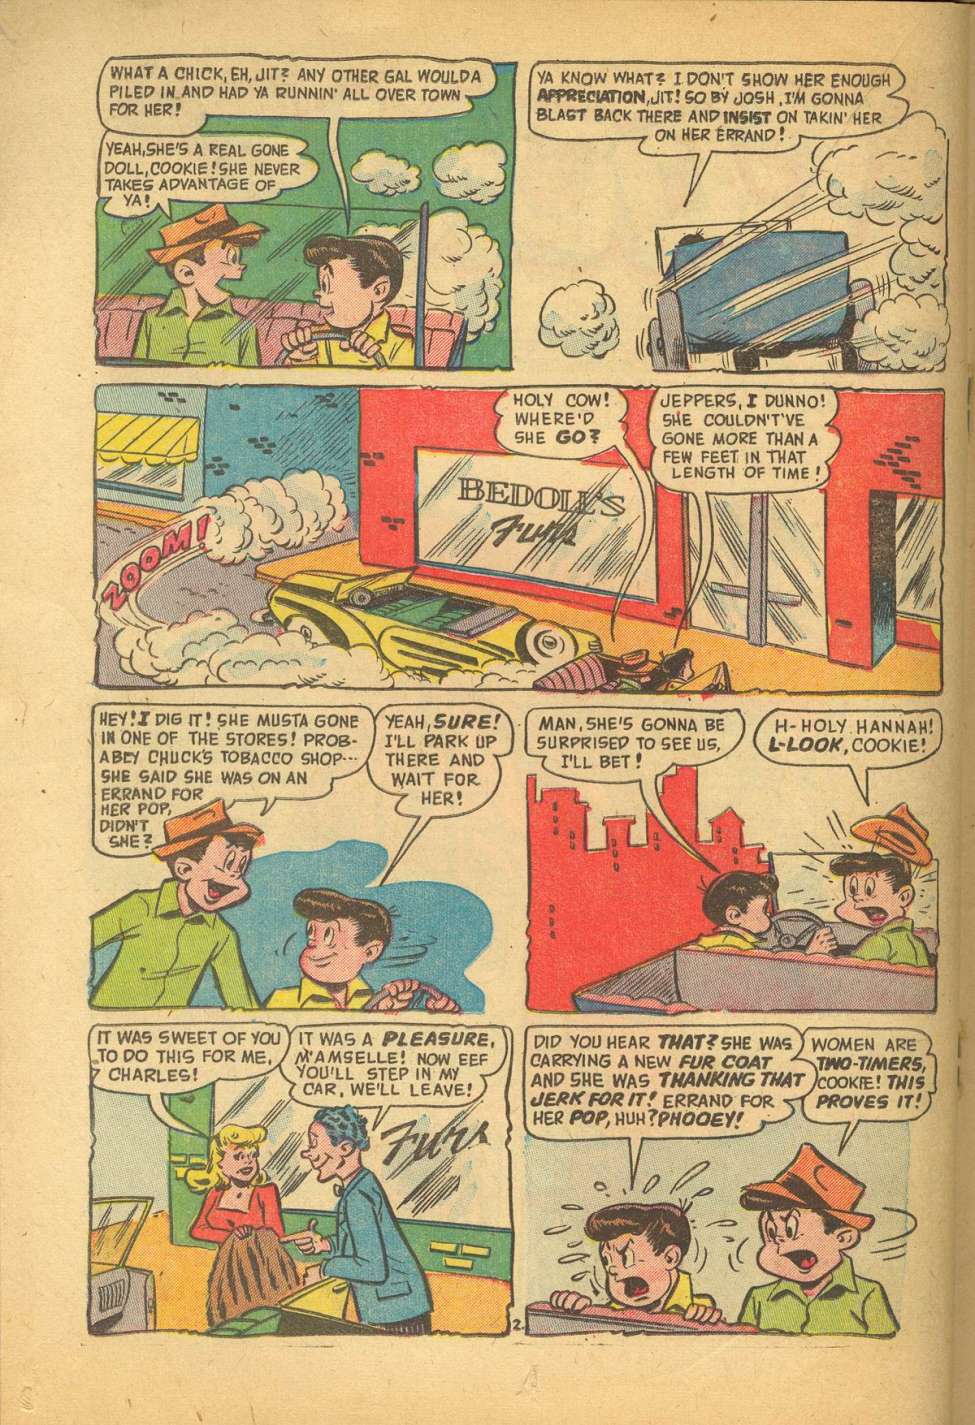 WHAT A CHICK, EH, JIT? ANY OTHER GAL WOULDA
PILED IN AND HAD YA RUNNIN' ALL OVER TOWN
FOR HER!
YEAH, SHE'S A REAL GONE
DOLL, COOKIE! SHE NEVER
TAKES ADVANTAGE OF
YA!
YA KNOW WHAT? I DON'T SHOW HER ENOUGH
APPRECIATION, JIT! SO BY JOSH, I'M GONNA
BLAST BACK THERE AND INSIST ON TAKIN' HER
ON HER ERRAND!
HOLY COW!
WHERE'D
SHE GO?
JEPPERS, I DUNNO!
SHE COULDN'T'VE
GONE MORE THAN A
FEW FEET IN THAT
LENGTH OF TIME!
BEDOLL'S
Furs
ZOOM!
HEY! I DIG IT! SHE MUSTA GONE
IN ONE OF THE STORES! PROB-
ABLY CHUCK'S TOBACCO SHOP---
SHE SAID SHE WAS ON AN
ERRAND FOR
HER POP,
DIDN'T
SHE?
YEAH, SURE!
I'LL PARK UP
THERE AND
WAIT FOR
HER!
MAN, SHE'S GONNA BE
SURPRISED TO SEE US,
I'LL BET!
H-HOLY HANNAH!
L-LOOK, COOKIE!
IT WAS SWEET OF YOU
TO DO THIS FOR ME,
CHARLES!
IT WAS A PLEASURE,
M'AMSELLE! NOW EEF
YOU'LL STEP IN MY
CAR, WE'LL LEAVE!
Furs
DID YOU HEAR THAT? SHE WAS
CARRYING A NEW FUR COAT
AND SHE WAS THANKING THAT
JERK FOR IT! ERRAND FOR
HER POP, HUH? PHOOEY!
WOMEN ARE
TWO-TIMERS,
COOKIE! THIS
PROVES IT!
2